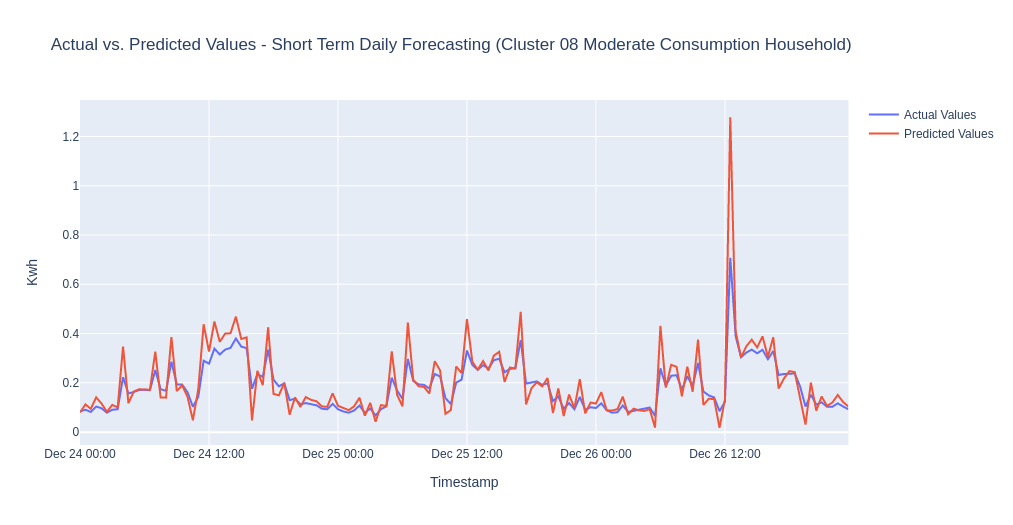 Actual vs. Predicted Values - Short Term Daily Forecasting (Cluster 08 Moderate Consumption Household)
Actual Values
Predicted Values
1.2
1
0.8
0.6
0.4
0.2
0
Kwh
Dec 24 00:00
Dec 24 12:00
Dec 25 00:00
Dec 25 12:00
Dec 26 00:00
Dec 26 12:00
Timestamp